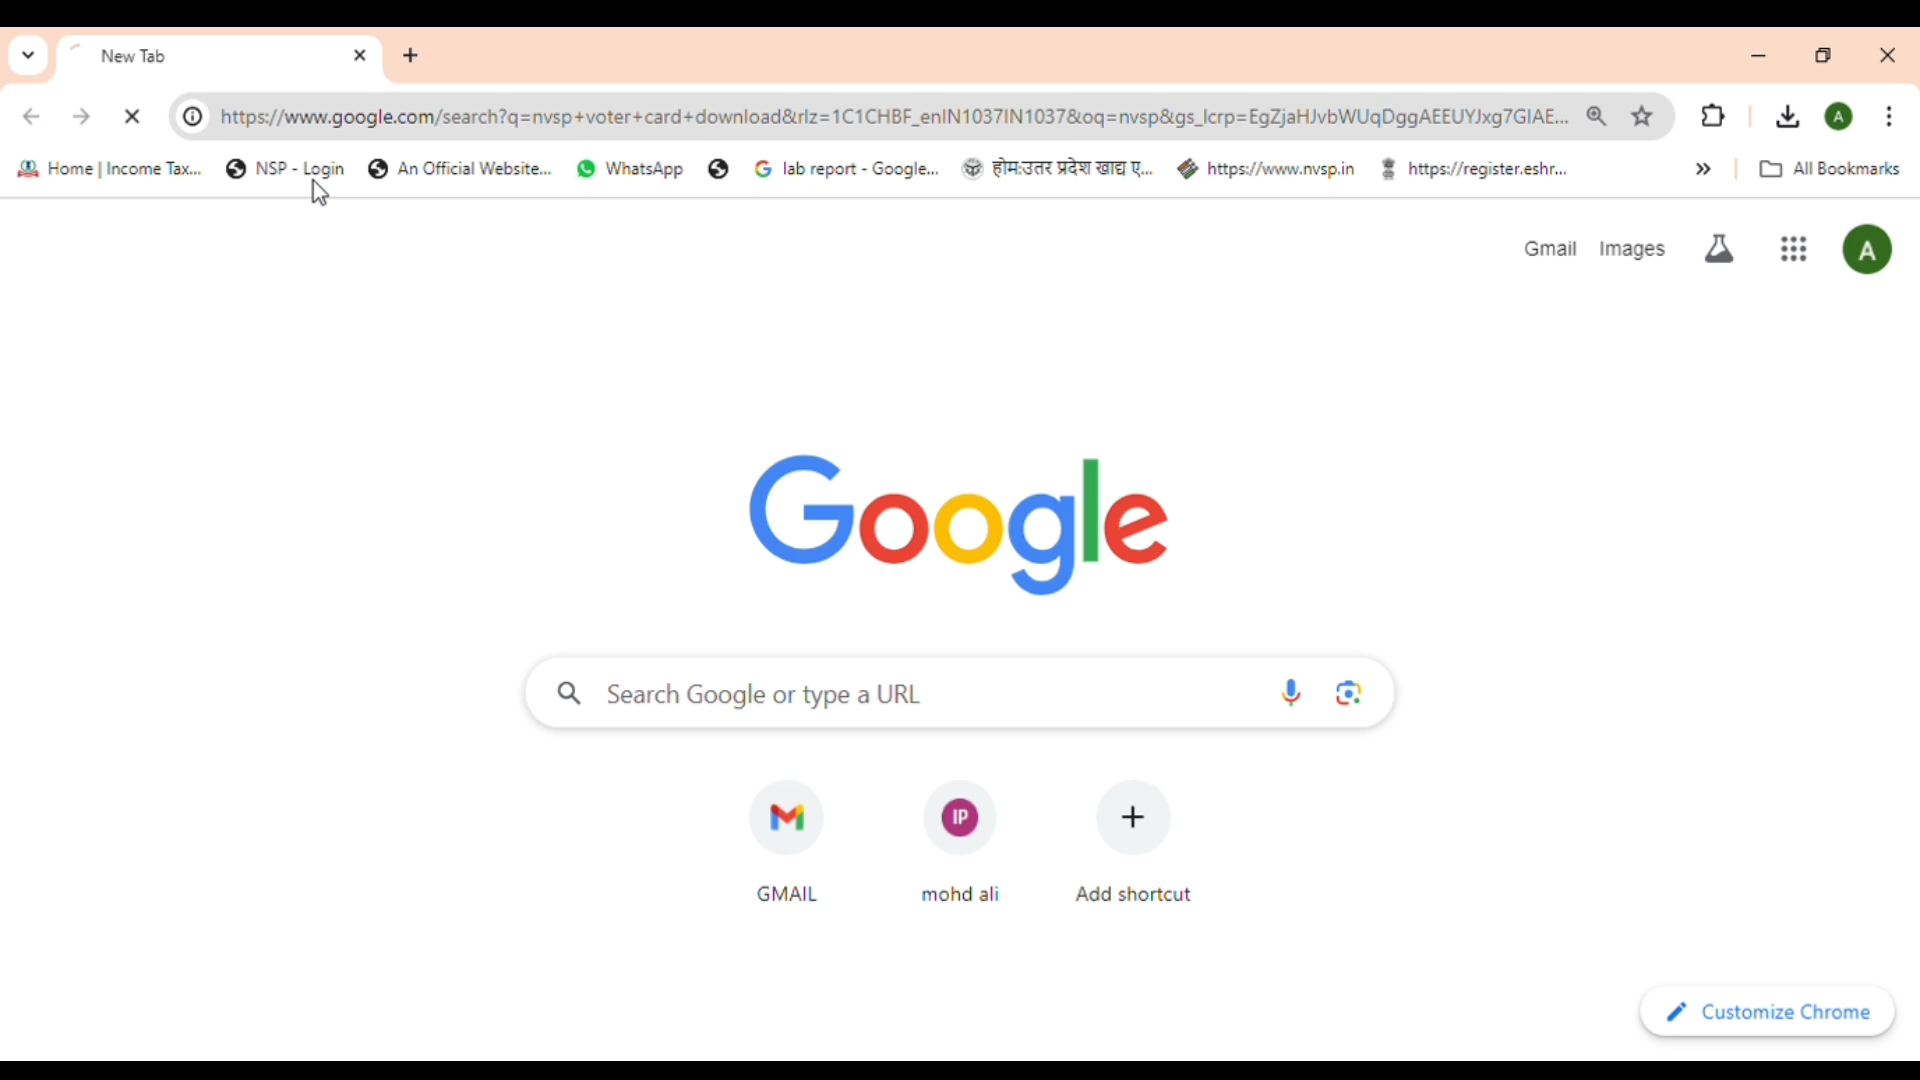 New Tab
https://www.google.com/search?q=nvsp+voter+card+download&rlz=1C1CHBF_enIN1037IN1037&oq=nvsp&gs_lcrp=EgZjaHJvbWUqDggAEEUYJxg7GIAE...
A
Home | Income Tax...
NSP - Login
An Official Website...
WhatsApp
lab report - Google...
होम:उतर प्रदेश खाद्य ए...
https://www.nvsp.in
https://register.eshr...
All Bookmarks
Gmail
Images
A
Google
Search Google or type a URL
IP
GMAIL
mohd ali
Add shortcut
Customize Chrome